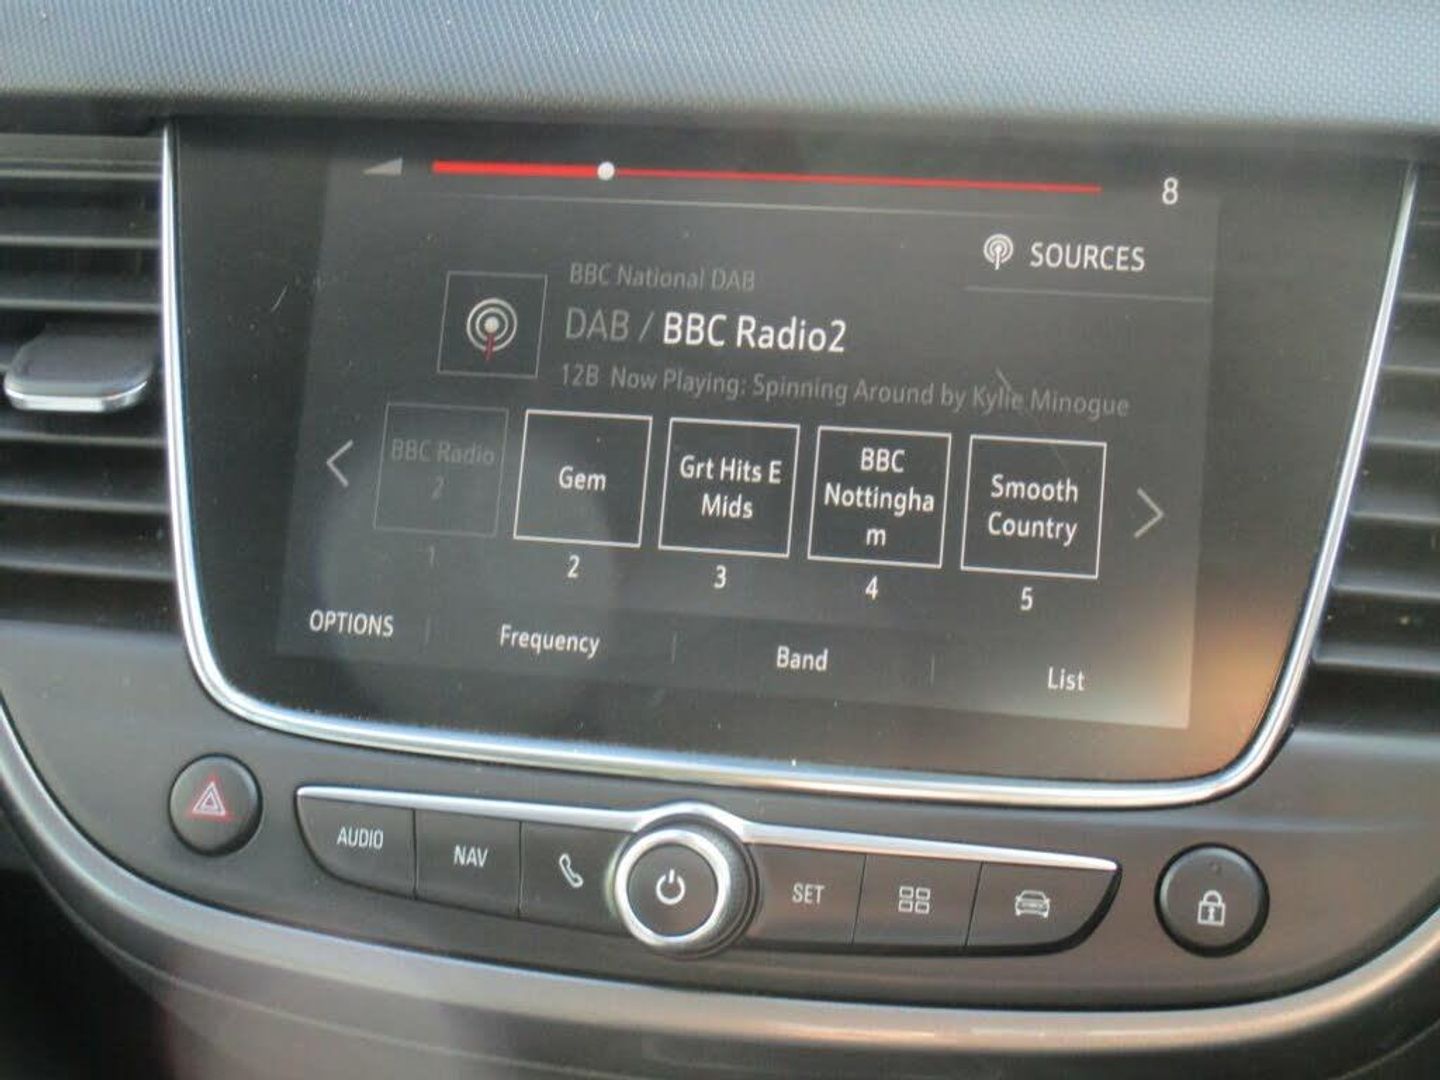 8
SOURCES
BBC National DAB
DAB / BBC Radio2
12B Now Playing: Spinning Around by Kylie Minogue
BBC Radio
2
Gem
Grt Hits E
Mids
BBC
Nottingha
m
Smooth
Country
1
2
3
4
5
OPTIONS
Frequency
Band
List
AUDIO
NAV
SET